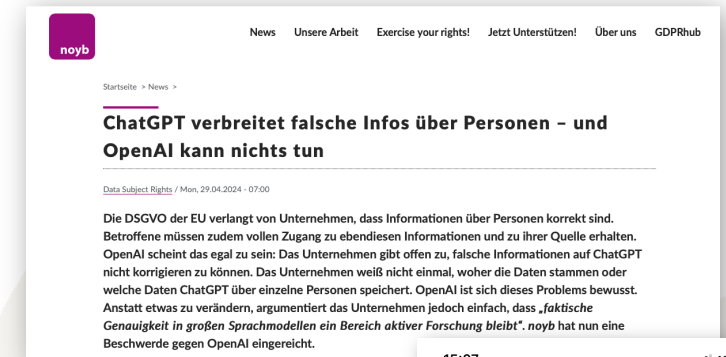 noyb
News Unsere Arbeit Exercise your rights! Jetzt Unterstützen! Über uns GDPRhub
Startseite > News >
ChatGPT verbreitet falsche Infos über Personen – und
OpenAI kann nichts tun
Data Subject Rights / Mon, 29.04.2024 - 07:00
Die DSGVO der EU verlangt von Unternehmen, dass Informationen über Personen korrekt sind.
Betroffene müssen zudem vollen Zugang zu ebendiesen Informationen und zu ihrer Quelle erhalten.
OpenAI scheint das egal zu sein: Das Unternehmen gibt offen zu, falsche Informationen auf ChatGPT
nicht korrigieren zu können. Das Unternehmen weiß nicht einmal, woher die Daten stammen oder
welche Daten ChatGPT über einzelne Personen speichert. OpenAI ist sich dieses Problems bewusst.
Anstatt etwas zu verändern, argumentiert das Unternehmen jedoch einfach, dass „faktische
Genauigkeit in großen Sprachmodellen ein Bereich aktiver Forschung bleibt“. noyb hat nun eine
Beschwerde gegen OpenAI eingereicht.